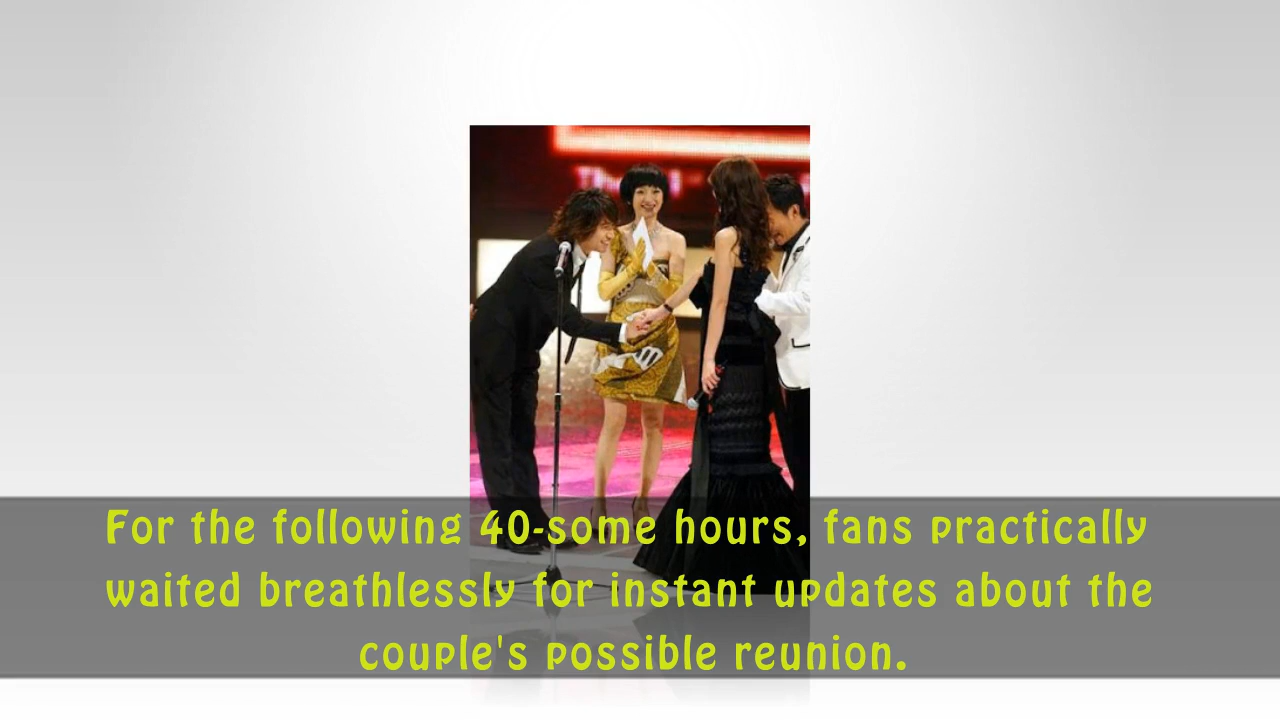 For the following 40-some hours, fans practically
waited breathlessly for instant updates about the
couple's possible reunion.